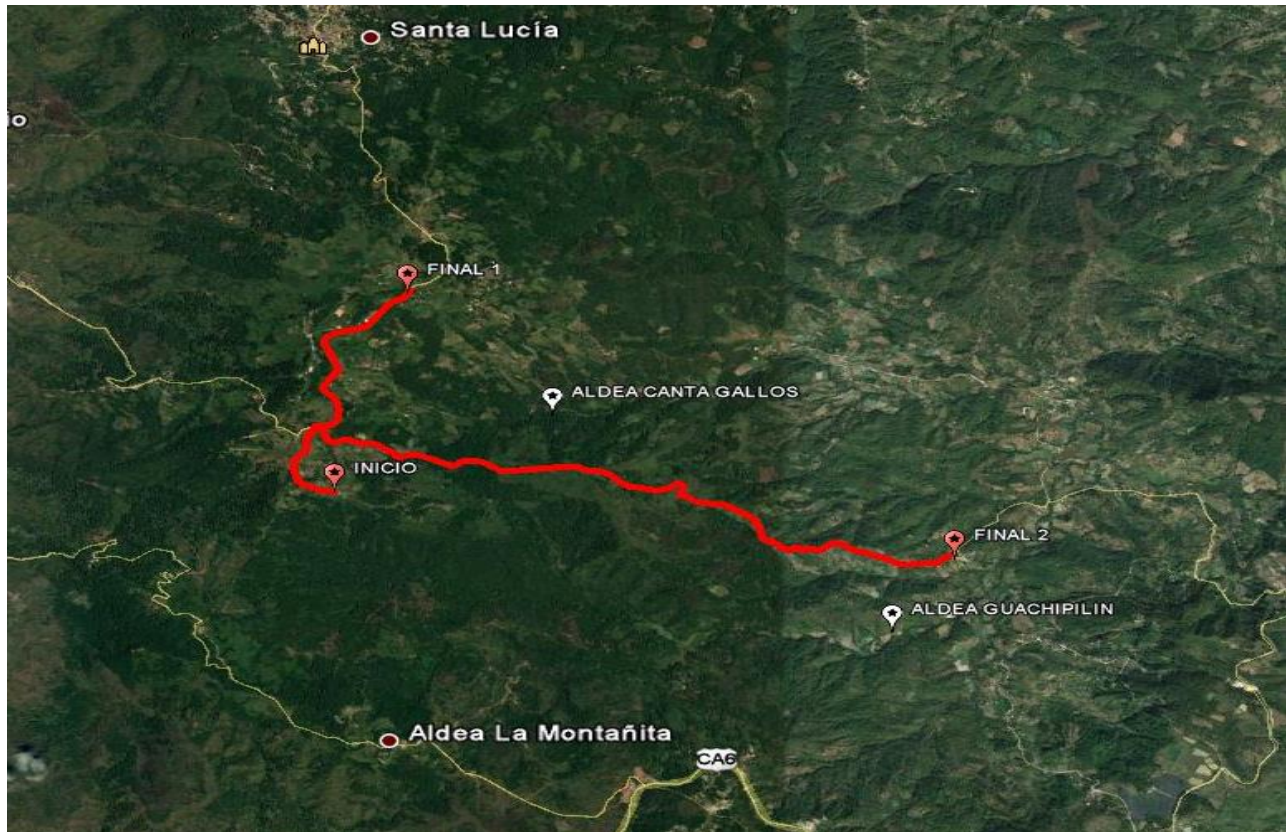 Santa Lucía
io
FINAL 1
ALDEA CANTA GALLOS
INICIO
FINAL 2
ALDEA GUACHIPILIN
Aldea La Montañita
CA6